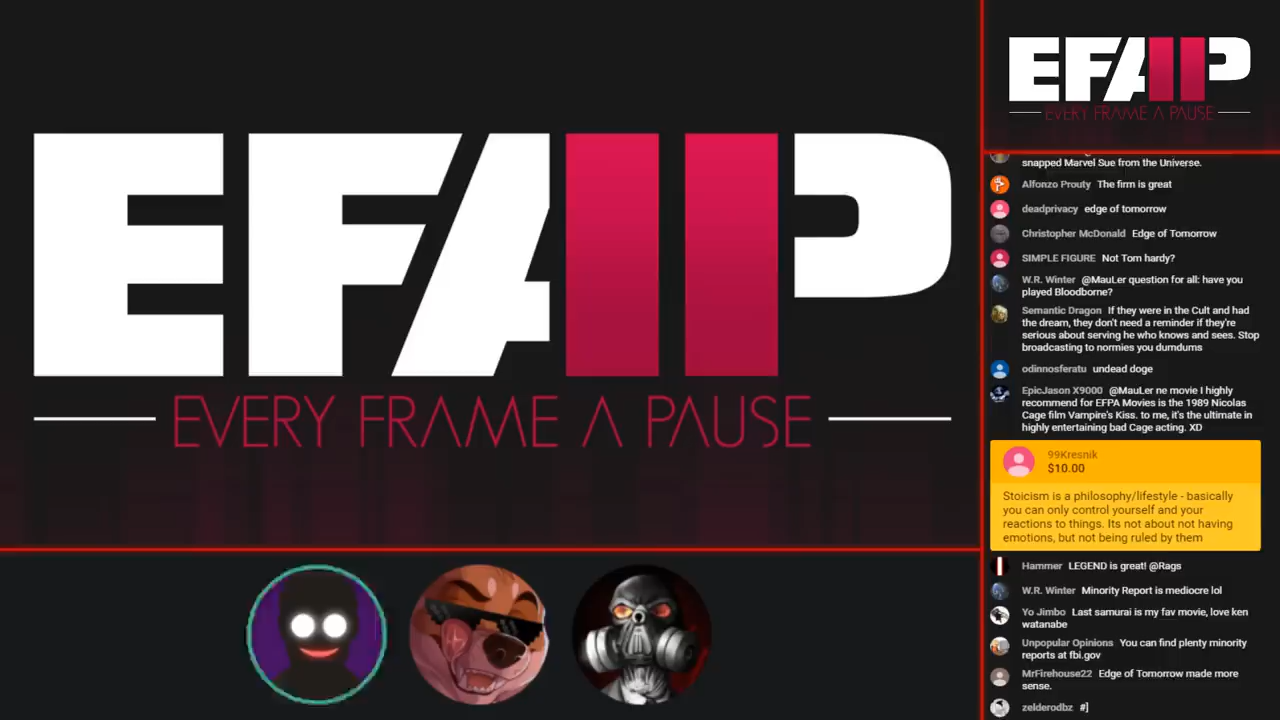 EFAP
EVERY FRAME A PAUSE
EFAP
EVERY FRAME A PAUSE
snapped Marvel Sue from the Universe.
Alfonzo Prouty The firm is great
deadprivacy edge of tomorrow
Christopher McDonald Edge of Tomorrow
SIMPLE FIGURE Not Tom hardy?
W.R. Winter @MauLer question for all: have you
played Bloodborne?
Semantic Dragon If they were in the Cult and had
the dream, they don't need a reminder if they're
serious about serving he who knows and sees. Stop
broadcasting to normies you dumdums
odinnosferatu undead doge
EpicJason X9000 @MauLer ne movie I highly
recommend for EFPA Movies is the 1989 Nicolas
Cage film Vampire's Kiss. to me, it's the ultimate in
highly entertaining bad Cage acting. XD
99Kresnik
$10.00
Stoicism is a philosophy/lifestyle - basically
you can only control yourself and your
reactions to things. Its not about not having
emotions, but not being ruled by them
Hammer LEGEND is great! @Rags
W.R. Winter Minority Report is mediocre lol
Yo Jimbo Last samurai is my fav movie, love ken
watanabe
Unpopular Opinions You can find plenty minority
reports at fbi.gov
MrFirehouse22 Edge of Tomorrow made more
sense.
zelderodbz #]